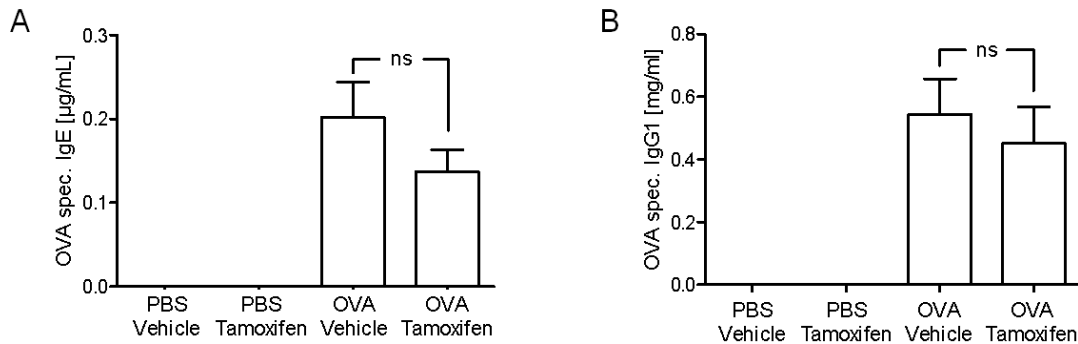 A
OVA spec. IgE [µg/mL]
0.3
0.2
0.1
0.0
ns
PBS Vehicle
PBS Tamoxifen
OVA Vehicle
OVA Tamoxifen
B
OVA spec. IgG1 [mg/ml]
0.8
0.6
0.4
0.2
0.0
ns
PBS Vehicle
PBS Tamoxifen
OVA Vehicle
OVA Tamoxifen